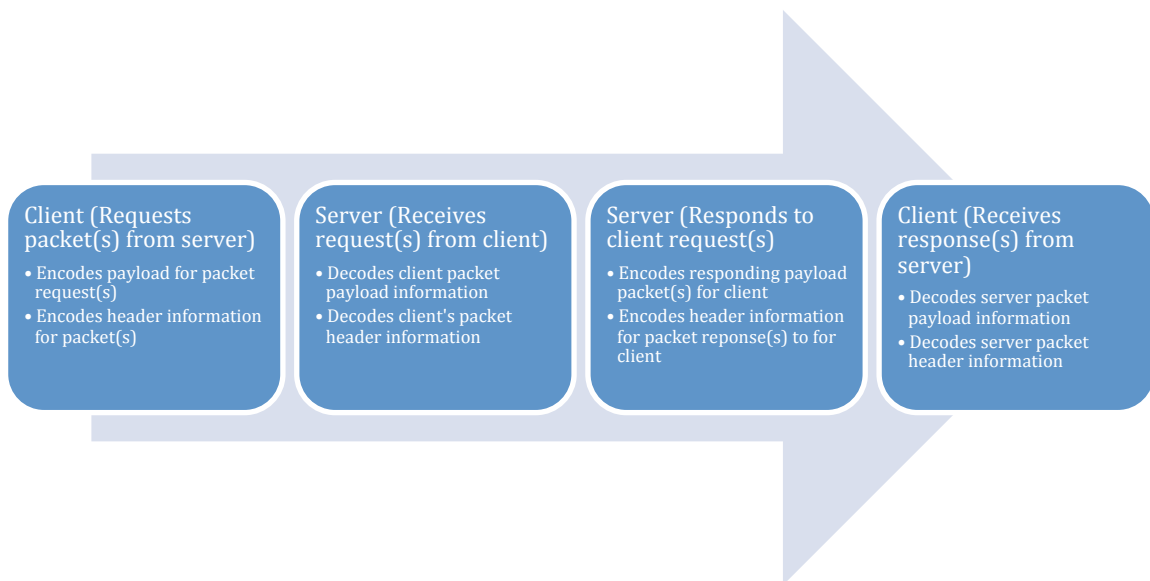 Client (Requests
packet(s) from server)
• Encodes payload for packet
request(s)
• Encodes header information
for packet(s)
Server (Receives
request(s) from client)
• Decodes client packet
payload information
• Decodes client's packet
header information
Server (Responds to
client request(s)
• Encodes responding payload
packet(s) for client
• Encodes header information
for packet reponse(s) to for
client
Client (Receives
response(s) from
server)
• Decodes server packet
payload information
• Decodes server packet
header information